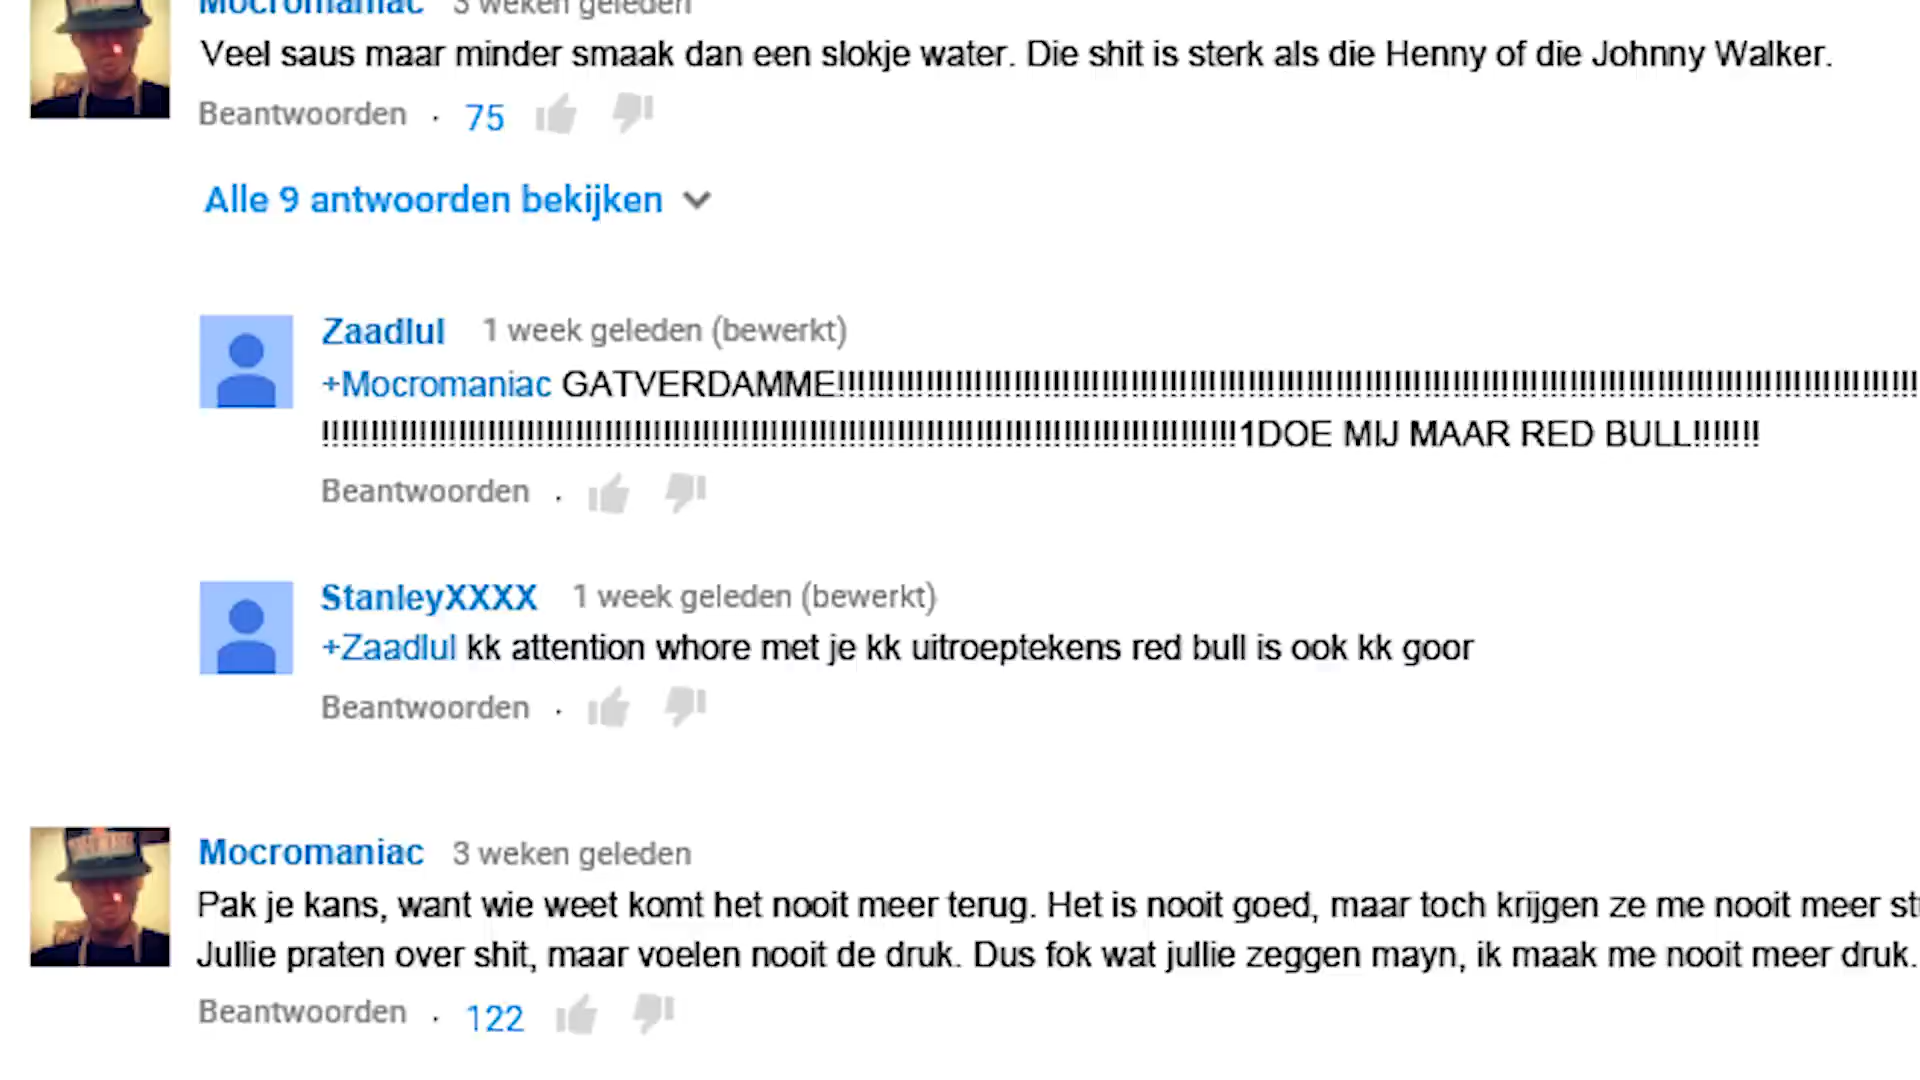 Mocromaniac 3 weken geleden
Veel saus maar minder smaak dan een slokje water. Die shit is sterk als die Henny of die Johnny Walker.
Beantwoorden · 75
Alle 9 antwoorden bekijken
Zaadlul 1 week geleden (bewerkt)
+Mocromaniac GATVERDAMME!!!!!!!!!!!!!!!!!!!!!!!!!!!!!!!!!!!!!!!!!!!!!!!!!!!!!!!!!!!!!!!!!!!!!!!!!!!!!!!!!!!!!!!!!!!!!!!!!!!!!!!!!!!!!!
!!!!!!!!!!!!!!!!!!!!!!!!!!!!!!!!!!!!!!!!!!!!!!!!!!!!!!!!!!!!!!!!!!!!!!!!!!!!!!!!!!!!!!!!!!!!!!1DOE MIJ MAAR RED BULL!!!!!!!
Beantwoorden ·
StanleyXXXX 1 week geleden (bewerkt)
+Zaadlul kk attention whore met je kk uitroeptekens red bull is ook kk goor
Beantwoorden ·
Mocromaniac 3 weken geleden
Pak je kans, want wie weet komt het nooit meer terug. Het is nooit goed, maar toch krijgen ze me nooit meer
Jullie praten over shit, maar voelen nooit de druk. Dus fok wat jullie zeggen mayn, ik maak me nooit meer druk.
Beantwoorden · 122